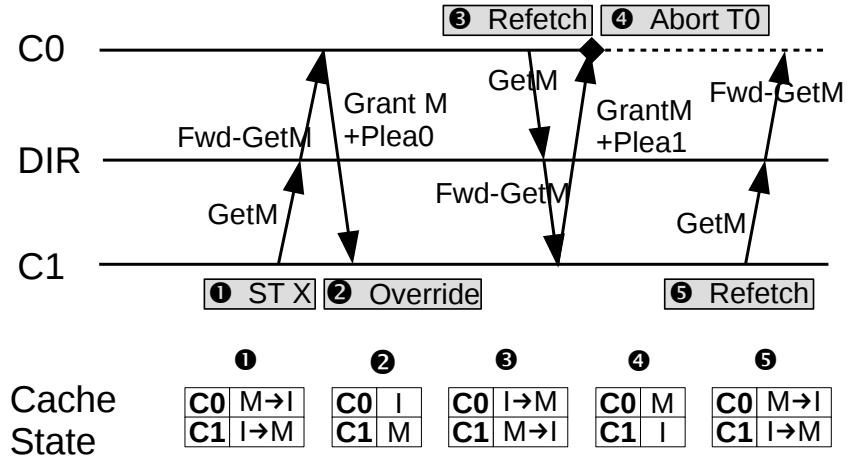 ❸ Refetch ❹ Abort T0
C0
GetM
Grant M
+Plea0
GrantM
+Plea1
Fwd-GetM
Fwd-GetM
DIR
Fwd-GetM
GetM
GetM
C1
❶ ST X ❷ Override ❺ Refetch
❶ ❷ ❸ ❹ ❺
Cache
State
C0 M→I C0 I C0 I→M C0 M C0 M→I
C1 I→M C1 M C1 M→I C1 I C1 I→M